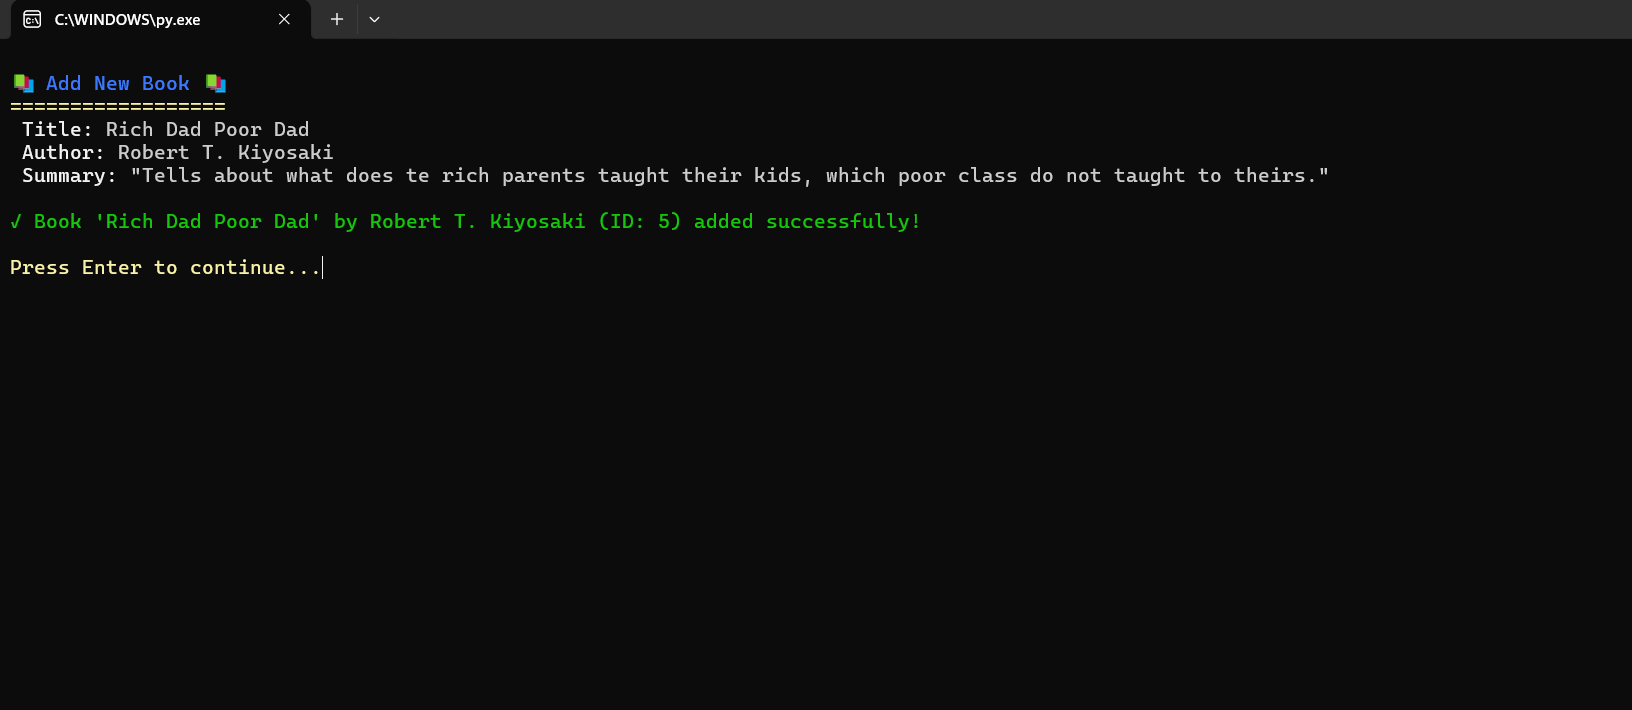 C:\WINDOWS\py.exe
Add New Book
==================
Title: Rich Dad Poor Dad
Author: Robert T. Kiyosaki
Summary: "Tells about what does te rich parents taught their kids, which poor class do not taught to theirs."
√ Book 'Rich Dad Poor Dad' by Robert T. Kiyosaki (ID: 5) added successfully!
Press Enter to continue...